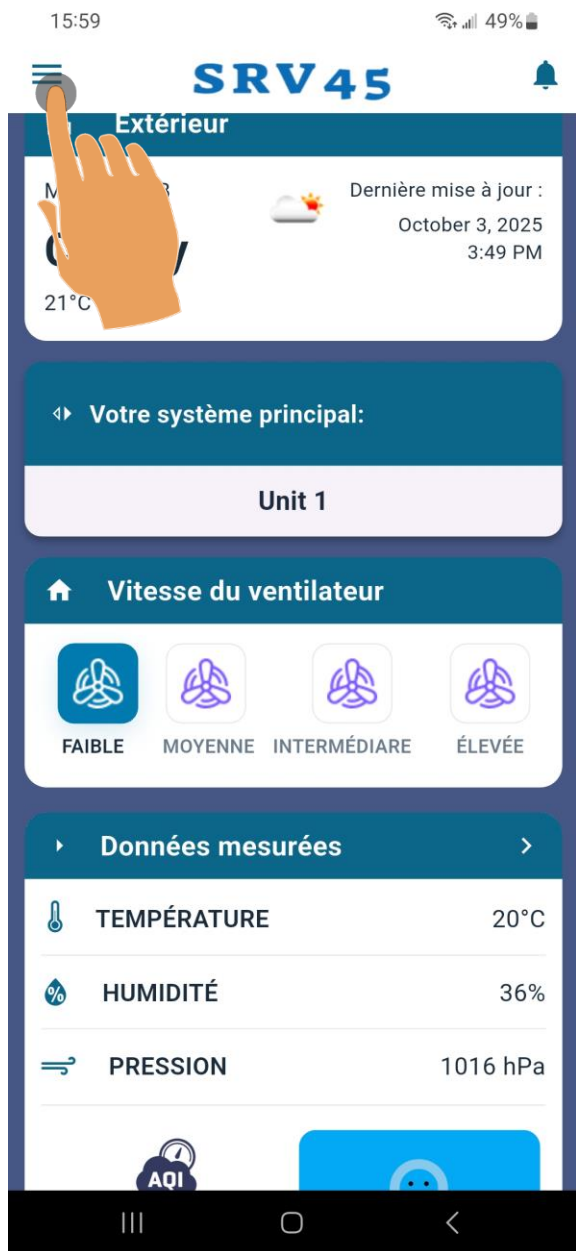 15:59 49%
SRV45
Extérieur
Dernière mise à jour :
October 3, 2025
3:49 PM
21°C
Votre système principal:
Unit 1
Vitesse du ventilateur
FAIBLE MOYENNE INTERMÉDIARE ÉLEVÉE
Données mesurées
TEMPÉRATURE 20°C
% HUMIDITÉ 36%
PRESSION 1016 hPa
AQI